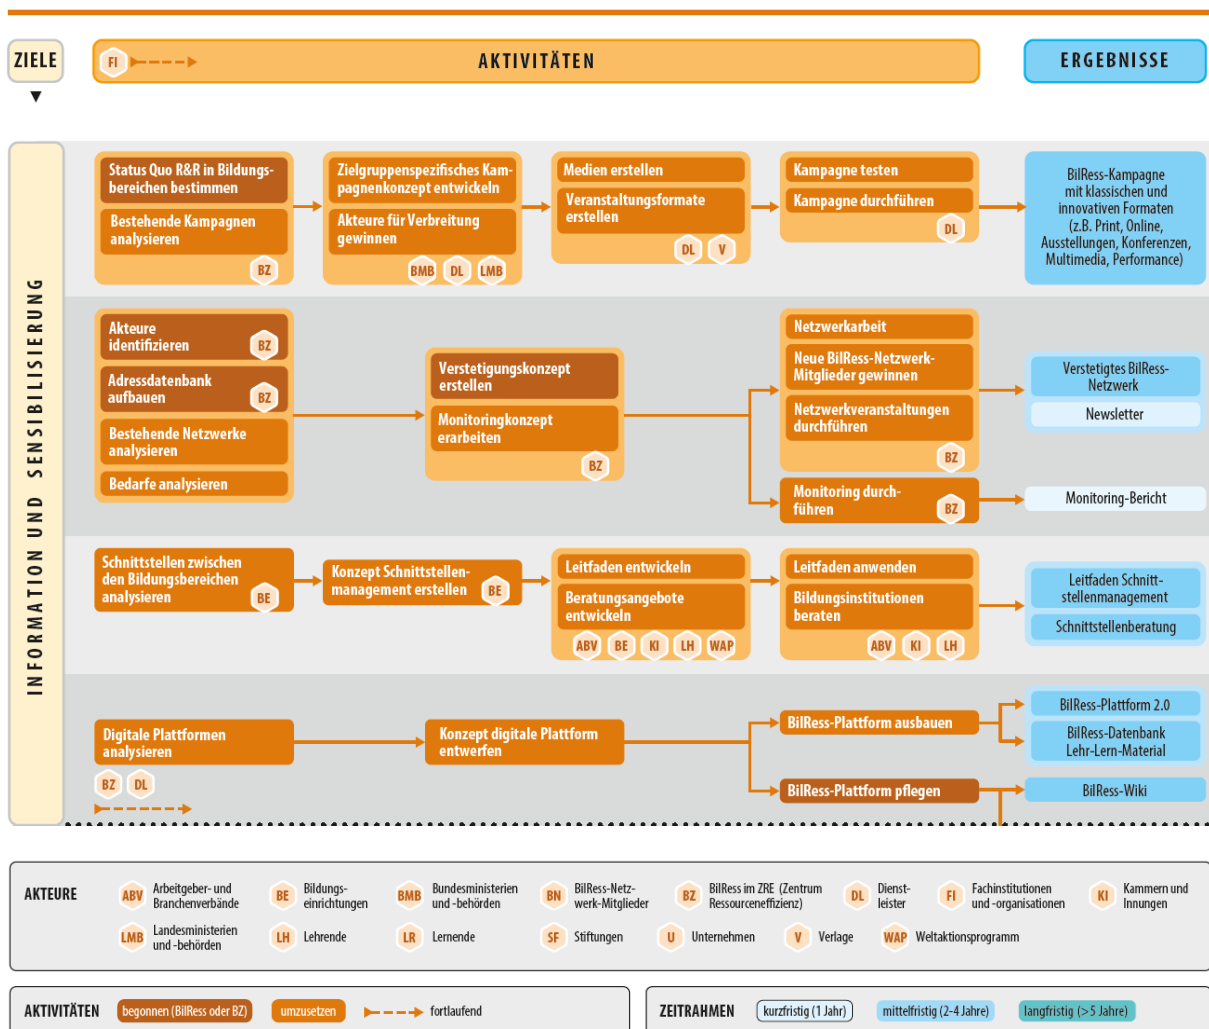 ZIELE
FI
AKTIVITÄTEN
ERGEBNISSE
INFORMATION UND SENSIBILISIERUNG
Status Quo R&R in Bildungs-
bereichen bestimmen
Bestehende Kampagnen
analysieren
BZ
Zielgruppenspezifisches Kam-
pagnenkonzept entwickeln
Akteure für Verbreitung
gewinnen
BMB DL LMB
Medien erstellen
Veranstaltungsformate
erstellen
DL V
Kampagne testen
Kampagne durchführen
DL
BilRess-Kampagne
mit klassischen und
innovativen Formaten
(z.B. Print, Online,
Ausstellungen, Konferenzen,
Multimedia, Performance)
Akteure
identifizieren
BZ
Adressdatenbank
aufbauen
BZ
Bestehende Netzwerke
analysieren
Bedarfe analysieren
Verstetigungskonzept
erstellen
Monitoringkonzept
erarbeiten
BZ
Netzwerkarbeit
Neue BilRess-Netzwerk-
Mitglieder gewinnen
Netzwerkveranstaltungen
durchführen
BZ
Monitoring durch-
führen
BZ
Verstetigtes BilRess-
Netzwerk
Newsletter
Monitoring-Bericht
Schnittstellen zwischen
den Bildungsbereichen
analysieren
BE
Konzept Schnittstellen-
management erstellen
BE
Leitfaden entwickeln
Beratungsangebote
entwickeln
ABV BE KI LH WAP
Leitfaden anwenden
Bildungsinstitutionen
beraten
ABV KI LH
Leitfaden Schnitt-
stellenmanagement
Schnittstellenberatung
Digitale Plattformen
analysieren
BZ DL
Konzept digitale Plattform
entwerfen
BilRess-Plattform ausbauen
BilRess-Plattform pflegen
BilRess-Plattform 2.0
BilRess-Datenbank
Lehr-Lern-Material
BilRess-Wiki
AKTEURE
ABV Arbeitgeber- und
Branchenverbände
BE Bildungs-
einrichtungen
BMB Bundesministerien
und -behörden
BN BilRess-Netz-
werk-Mitglieder
BZ BilRess im ZRE (Zentrum
Ressourceneffizienz)
DL Dienst-
leister
FI Fachinstitutionen
und -organisationen
KI Kammern und
Innungen
LMB Landesministerien
und -behörden
LH Lehrende
LR Lernende
SF Stiftungen
U Unternehmen
V Verlage
WAP Weltaktionsprogramm
AKTIVITÄTEN
begonnen (BilRess oder BZ)
umzusetzen
fortlaufend
ZEITRAHMEN
kurzfristig (1 Jahr)
mittelfristig (2-4 Jahre)
langfristig (>5 Jahre)